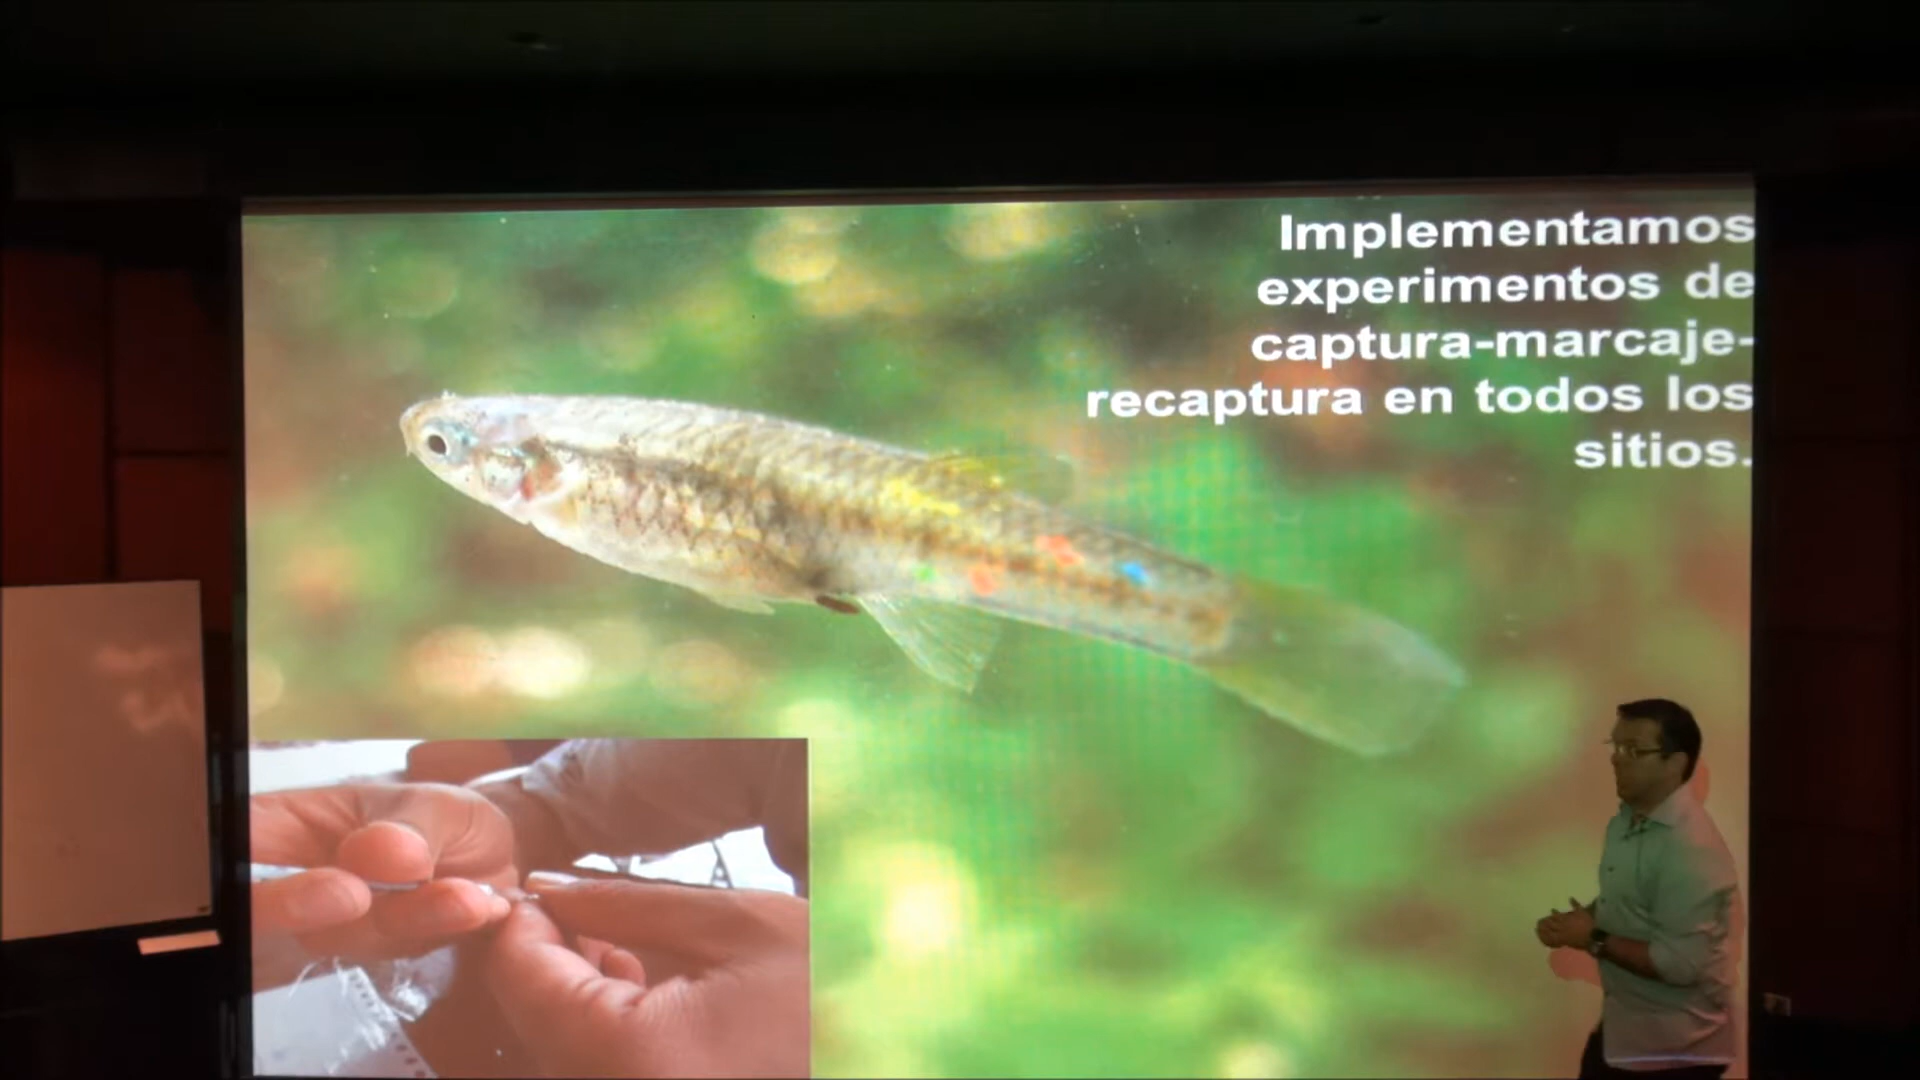 Implementamos
experimentos de
captura-marcaje-
recaptura en todos los
sitios.